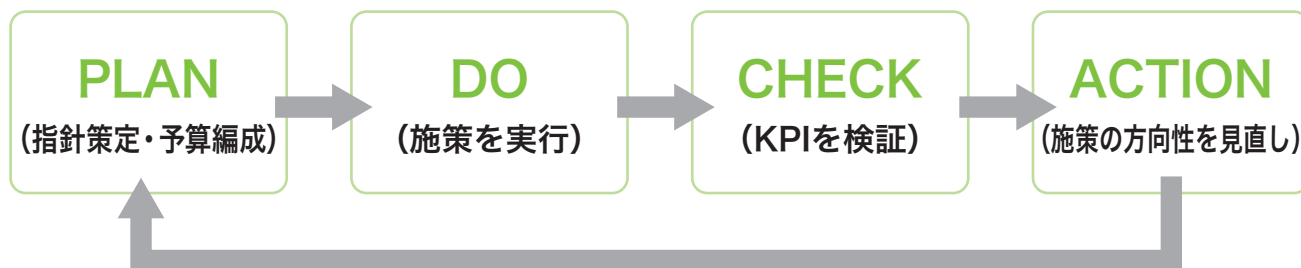 PLAN
(指針策定・予算編成)
DO
(施策を実行)
CHECK
(KPIを検証)
ACTION
(施策の方向性を見直し)